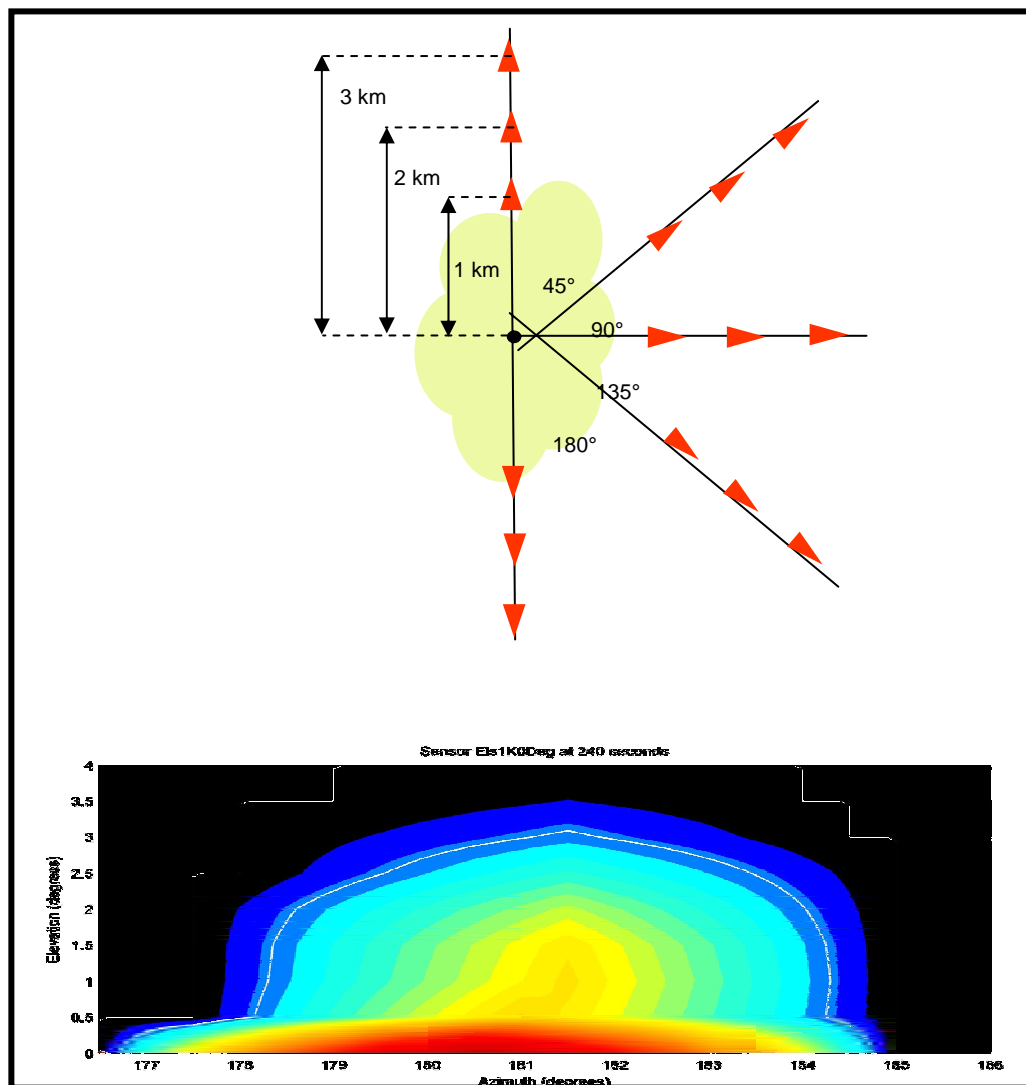 3 km
2 km
1 km
45°
90°
135°
180°
Sensor Els1K0Deg at 240 seconds
4
3.5
3
2.5
2
1.5
1
0.5
0
Elevation (degrees)
177 178 179 180 181 182 183 184 185 186
Azimuth (degrees)